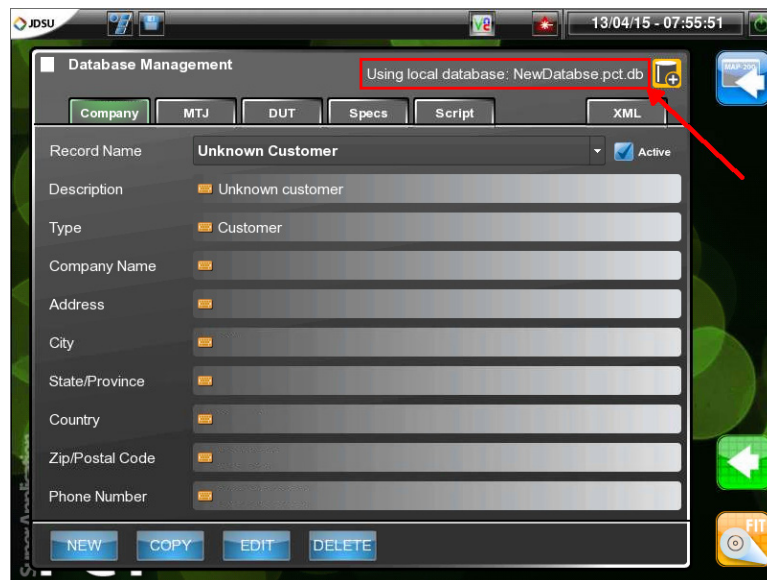 JDSU
13/04/15 - 07:55:51
Database Management
Using local database: NewDatabse.pct.db
MAP 200
Company MTJ DUT Specs Script XML
Record Name Unknown Customer Active
Description Unknown customer
Type Customer
Company Name
Address
City
State/Province
Country
Zip/Postal Code
Phone Number
NEW COPY EDIT DELETE
FIT